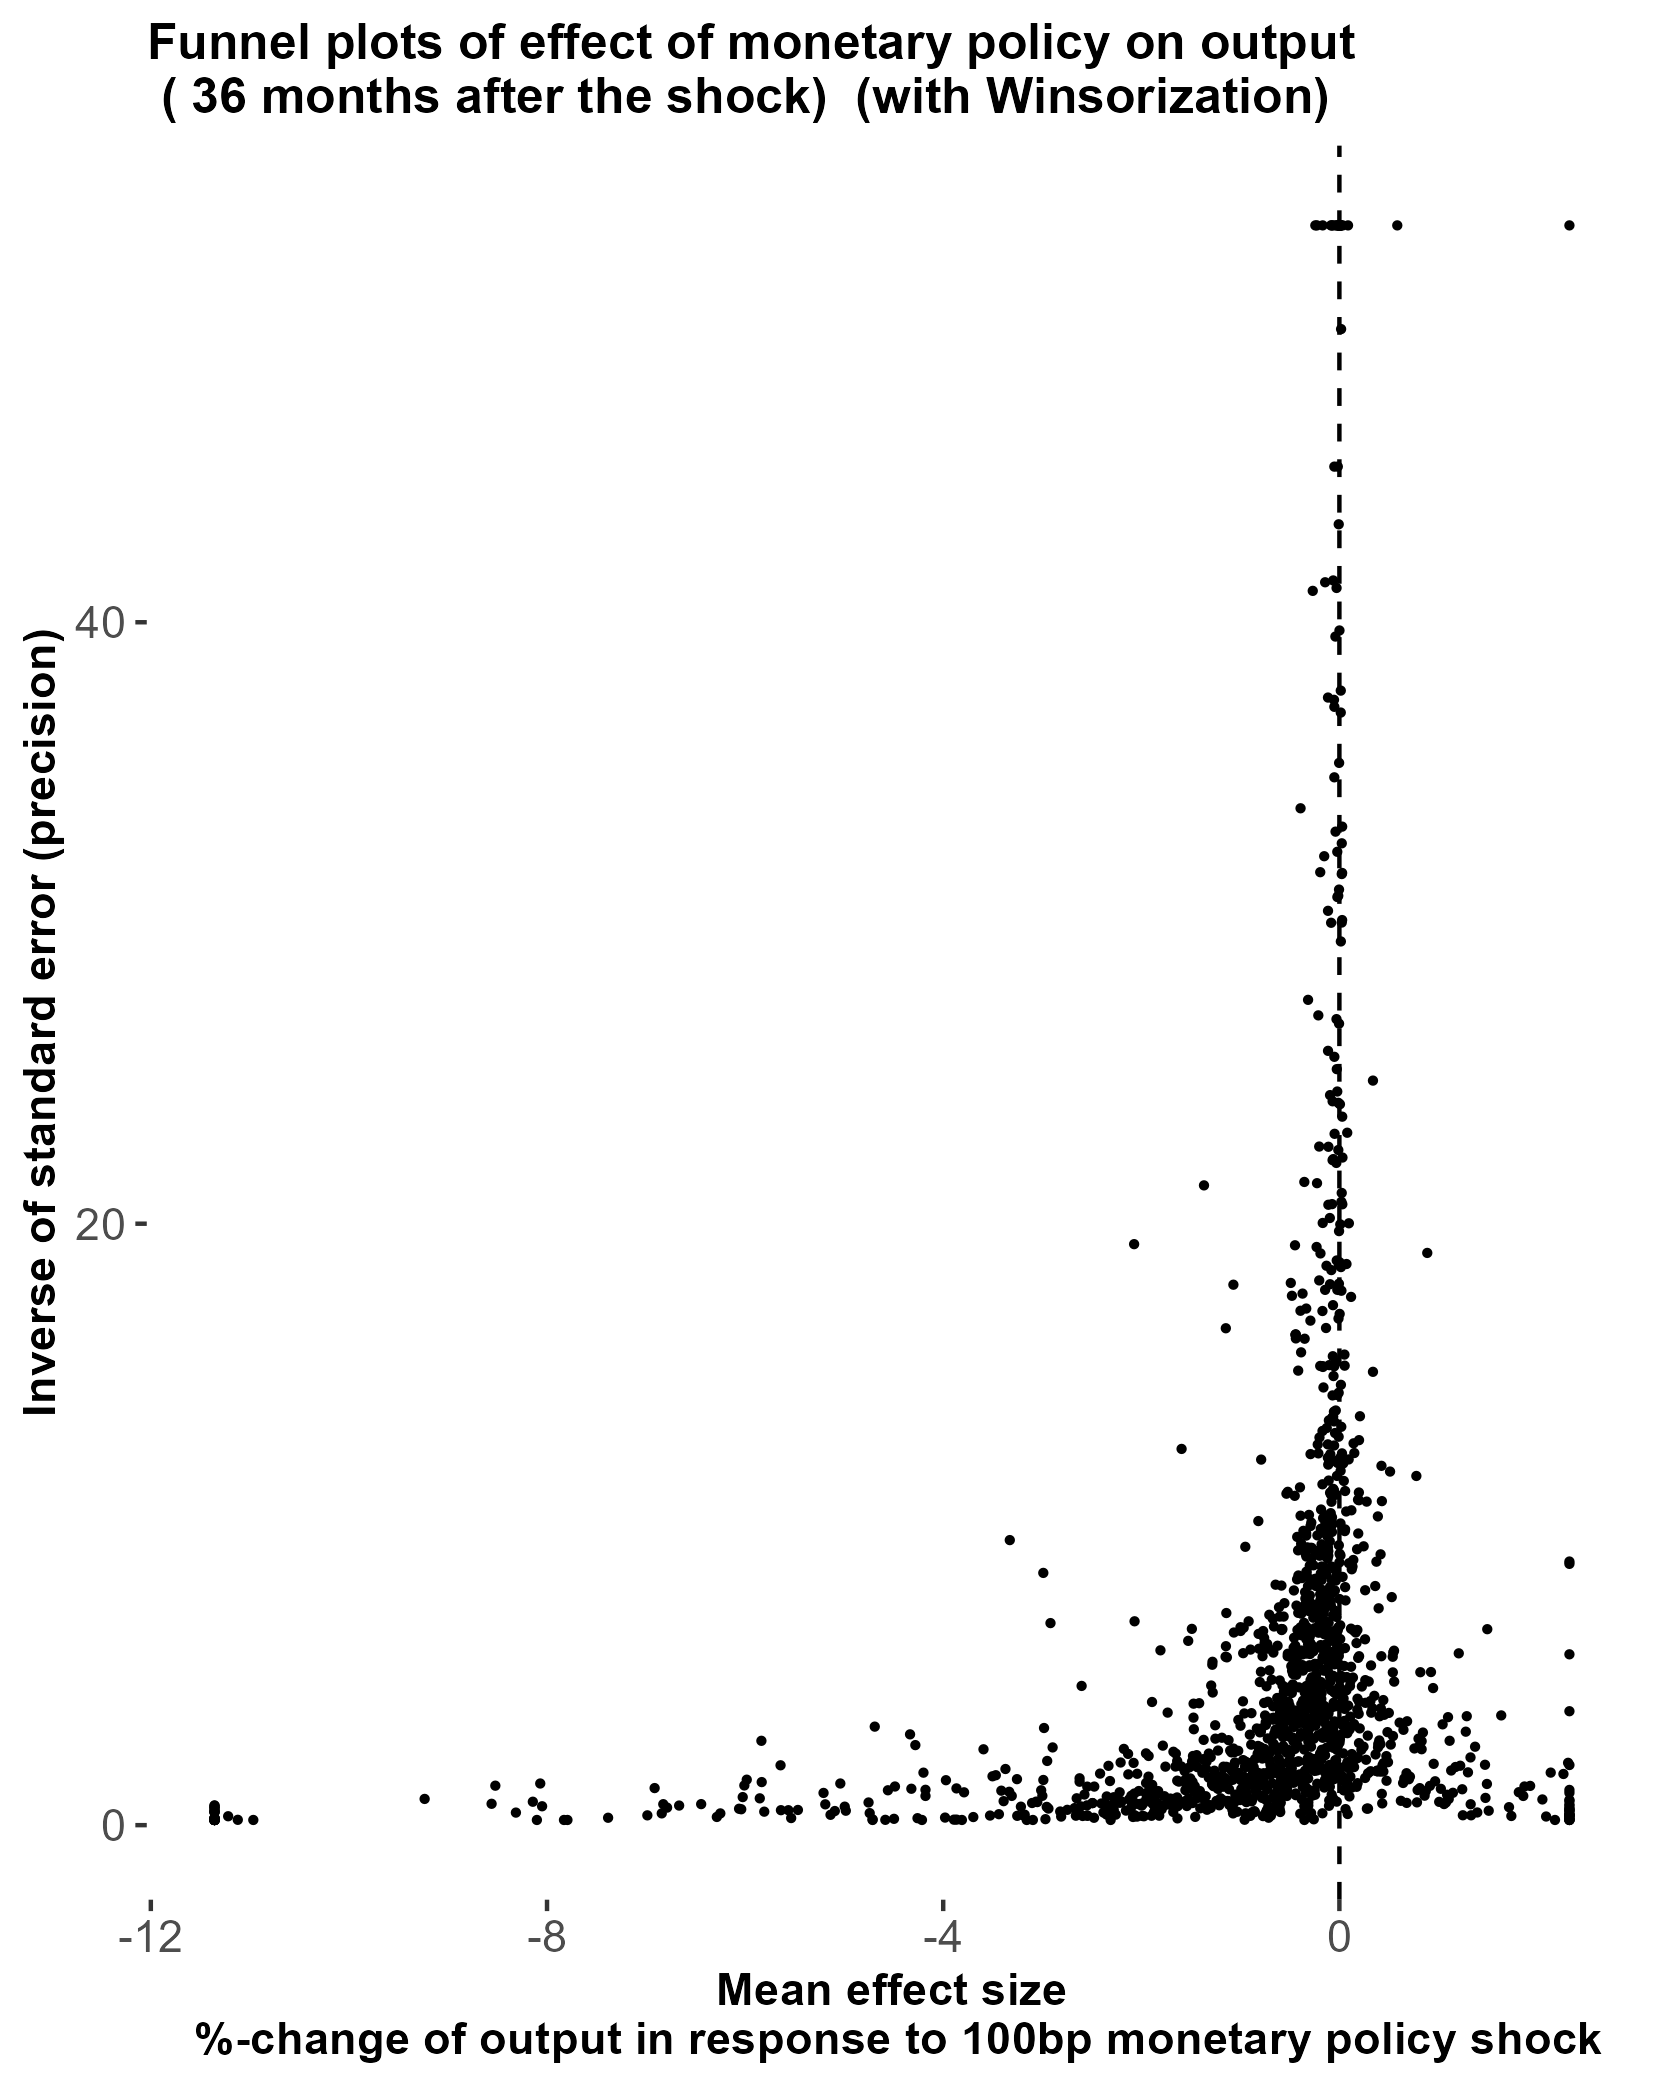 Funnel plots of effect of monetary policy on output
( 36 months after the shock)  (with Winsorization)
Inverse of standard error (precision)
40
20
0
-12
-8
-4
0
Mean effect size
%-change of output in response to 100bp monetary policy shock